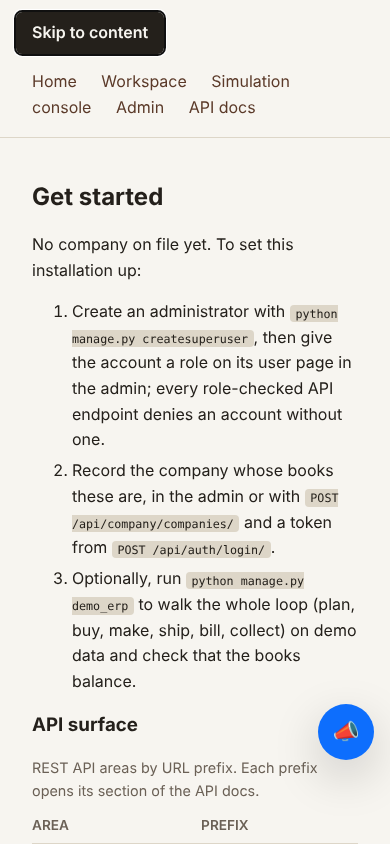 Skip to content
Home Workspace Simulation
console Admin API docs
Get started
No company on file yet. To set this
installation up:
1. Create an administrator with python
manage.py createsuperuser, then give
the account a role on its user page in
the admin; every role-checked API
endpoint denies an account without
one.
2. Record the company whose books
these are, in the admin or with POST
/api/company/companies/ and a token
from POST /api/auth/login/.
3. Optionally, run python manage.py
demo_erp to walk the whole loop (plan,
buy, make, ship, bill, collect) on demo
data and check that the books
balance.
API surface
REST API areas by URL prefix. Each prefix
opens its section of the API docs.
AREA PREFIX